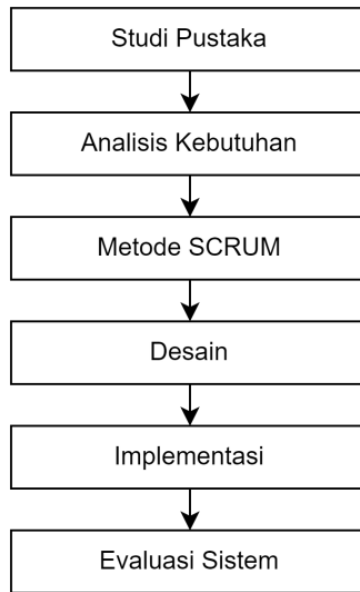 Studi Pustaka
Analisis Kebutuhan
Metode SCRUM
Desain
Implementasi
Evaluasi Sistem